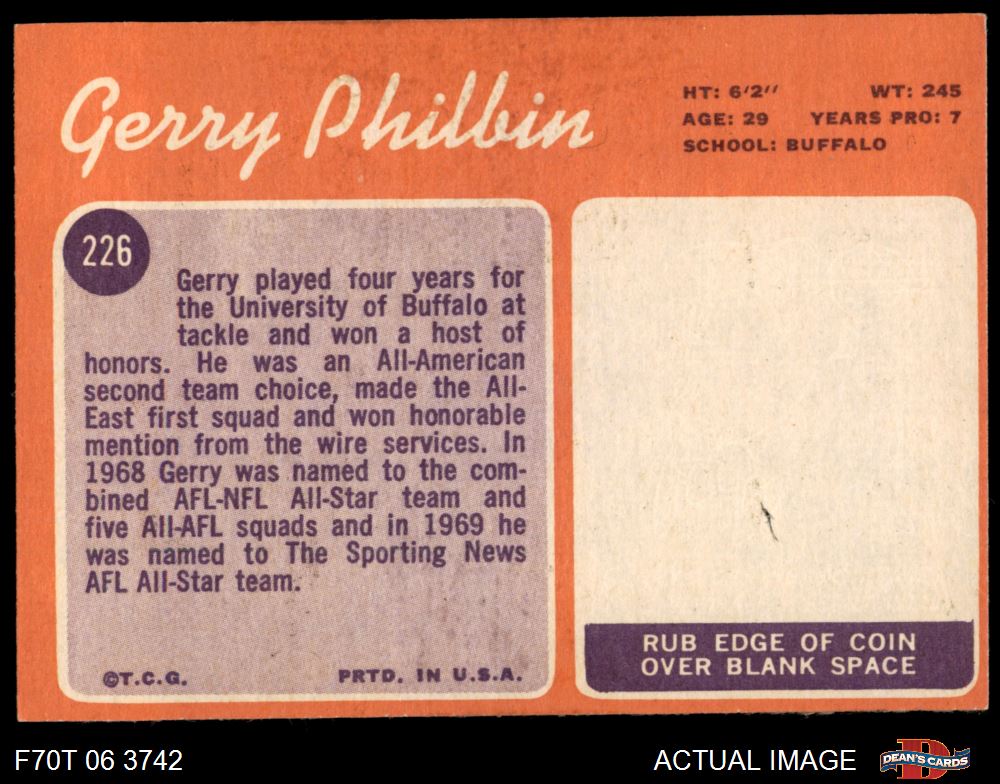 Gerry Philbin
HT: 6'2" WT: 245
AGE: 29 YEARS PRO: 7
SCHOOL: BUFFALO
226
Gerry played four years for
the University of Buffalo at
tackle and won a host of
honors. He was an All-American
second team choice, made the All-
East first squad and won honorable
mention from the wire services. In
1968 Gerry was named to the com-
bined AFL-NFL All-Star team and
five All-AFL squads and in 1969 he
was named to The Sporting News
AFL All-Star team.
©T.C.G. PRTD. IN U.S.A.
RUB EDGE OF COIN
OVER BLANK SPACE
F70T 06 3742 ACTUAL IMAGE
D
DEAN'S CARDS